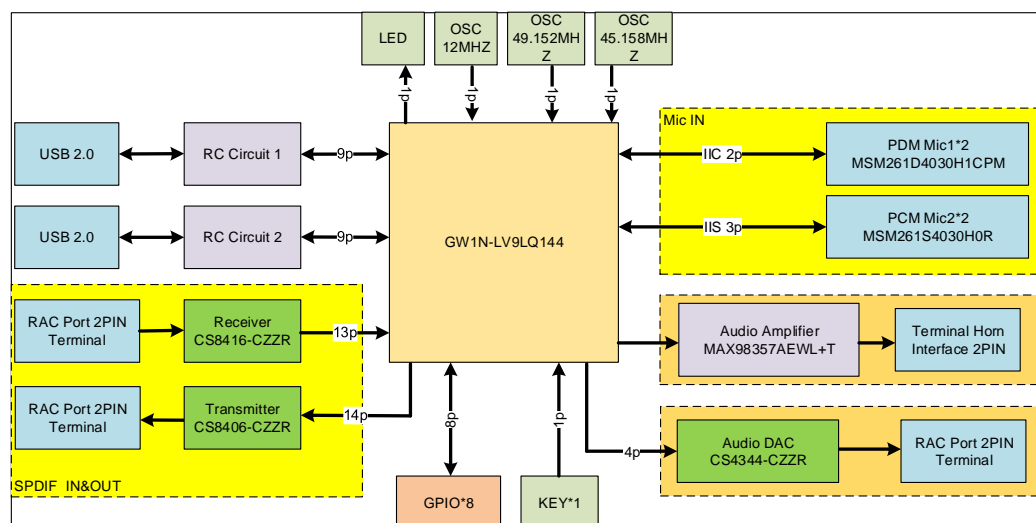 LED
OSC
12MHZ
OSC
49.152MH
Z
OSC
45.158MH
Z
1p
1p
1p
1p
USB 2.0
RC Circuit 1
9p
USB 2.0
RC Circuit 2
9p
GW1N-LV9LQ144
Mic IN
IIC 2p
PDM Mic1*2
MSM261D4030H1CPM
IIS 3p
PCM Mic2*2
MSM261S4030H0R
RAC Port 2PIN
Terminal
Receiver
CS8416-CZZR
13p
RAC Port 2PIN
Terminal
Transmitter
CS8406-CZZR
14p
SPDIF IN&OUT
Audio Amplifier
MAX98357AEWL+T
Terminal Horn
Interface 2PIN
8p
1p
4p
Audio DAC
CS4344-CZZR
RAC Port 2PIN
Terminal
GPIO*8
KEY*1